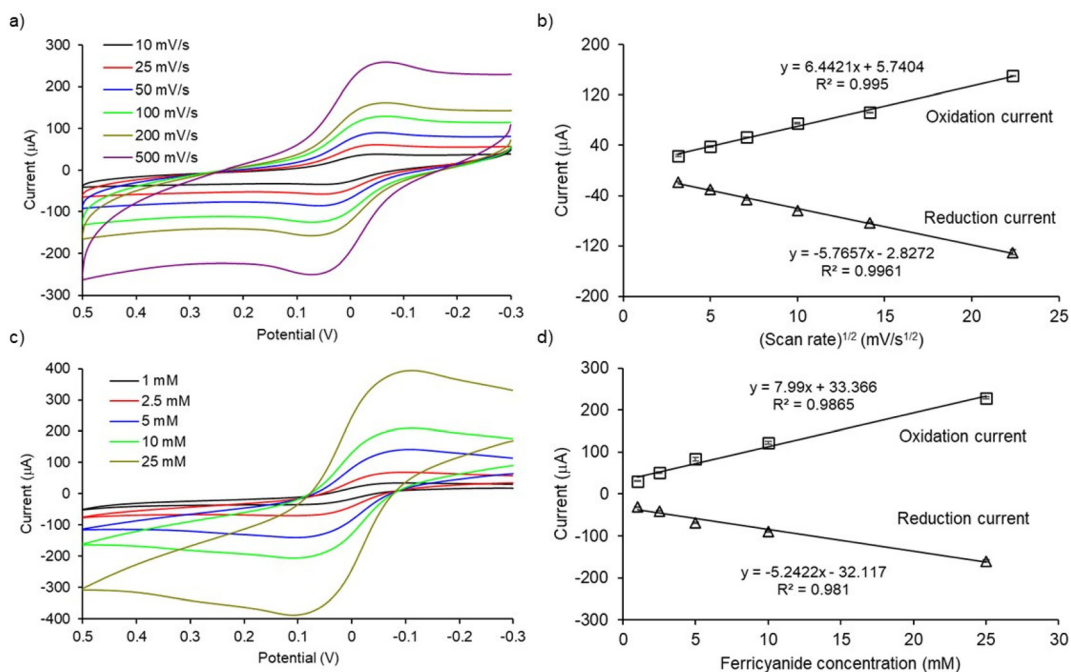 a)
300
200
100
0
-100
-200
-300
Current (µA)
10 mV/s
25 mV/s
50 mV/s
100 mV/s
200 mV/s
500 mV/s
0.5 0.4 0.3 0.2 0.1 0 -0.1 -0.2 -0.3
Potential (V)
b)
200
120
40
-40
-120
-200
Current (µA)
y = 6.4421x + 5.7404
R² = 0.995
Oxidation current
Reduction current
y = -5.7657x - 2.8272
R² = 0.9961
0 5 10 15 20 25
(Scan rate)¹/² (mV/s¹/²)
c)
400
300
200
100
0
-100
-200
-300
-400
Current (µA)
1 mM
2.5 mM
5 mM
10 mM
25 mM
0.5 0.4 0.3 0.2 0.1 0 -0.1 -0.2 -0.3
Potential (V)
d)
300
200
100
0
-100
-200
-300
Current (µA)
y = 7.99x + 33.366
R² = 0.9865
Oxidation current
Reduction current
y = -5.2422x - 32.117
R² = 0.981
0 5 10 15 20 25 30
Ferricyanide concentration (mM)